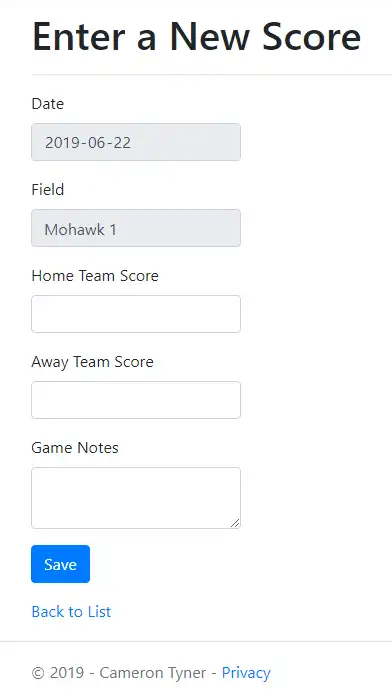 Enter a New Score
Date
2019-06-22
Field
Mohawk 1
Home Team Score
Away Team Score
Game Notes
Save
Back to List
© 2019 - Cameron Tyner - Privacy